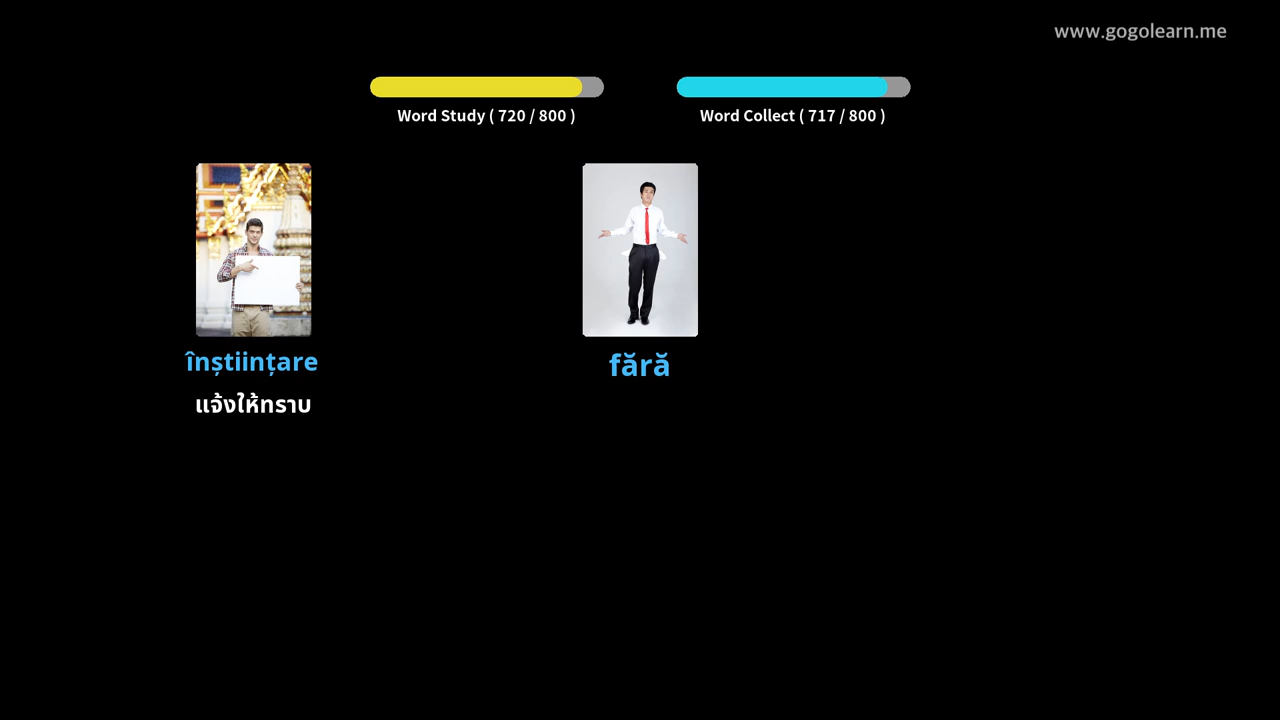 www.gogolearn.me
Word Study ( 720 / 800 )
Word Collect ( 717 / 800 )
înștiințare
แจ้งให้ทราบ
fără